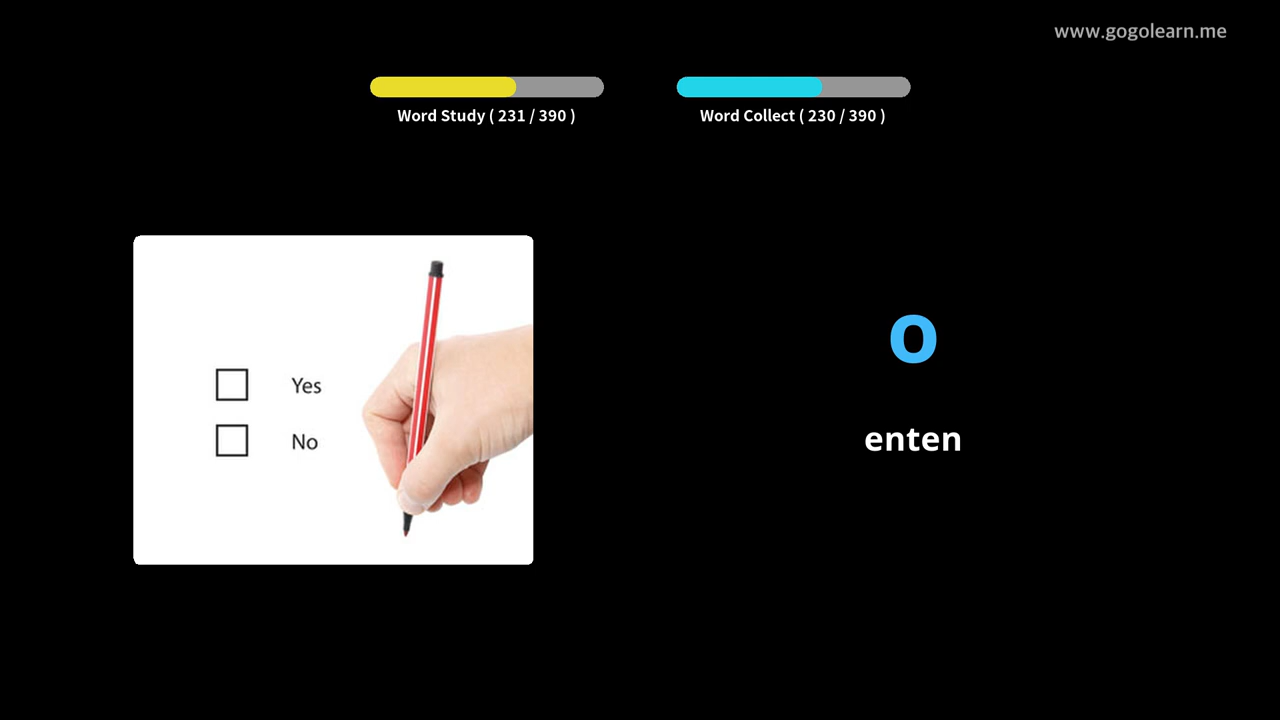 www.gogolearn.me
Word Study ( 231 / 390 )
Word Collect ( 230 / 390 )
Yes
No
o
enten